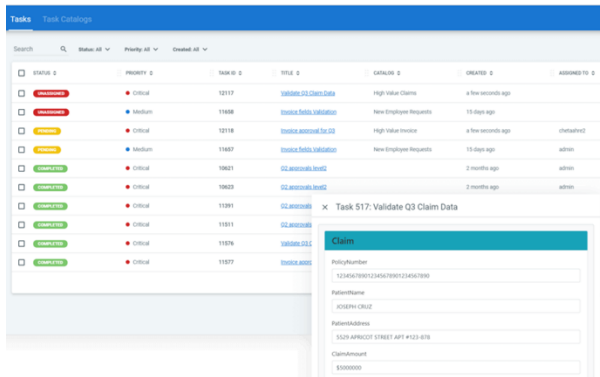 Tasks Task Catalogs
Search Status: All Priority: All Created: All
STATUS PRIORITY TASK ID TITLE CATALOG CREATED ASSIGNED TO
UNASSIGNED Critical 12117 Validate Q3 Claim Data High Value Claims a few seconds ago
UNASSIGNED Medium 11658 Invoice fields Validation New Employee Requests 15 days ago
PENDING Critical 12118 Invoice approval for Q3 High Value Invoice a few seconds ago chetashre2
PENDING Medium 11657 Invoice fields Validation New Employee Requests 15 days ago admin
COMPLETED Critical 10621 Q2 approvals level2 2 months ago admin
COMPLETED Critical 10623 Q2 approvals level2 2 months ago admin
COMPLETED Critical 11391 Q2 approvals
COMPLETED Critical 11511 Q2 approvals
COMPLETED Critical 11576 Validate Q3 C
COMPLETED Critical 11577 Invoice appro
Task 517: Validate Q3 Claim Data
Claim
PolicyNumber
123456789012345678901234567890
PatientName
JOSEPH CRUZ
PatientAddress
5529 APRICOT STREET APT #123-878
ClaimAmount
$5000000